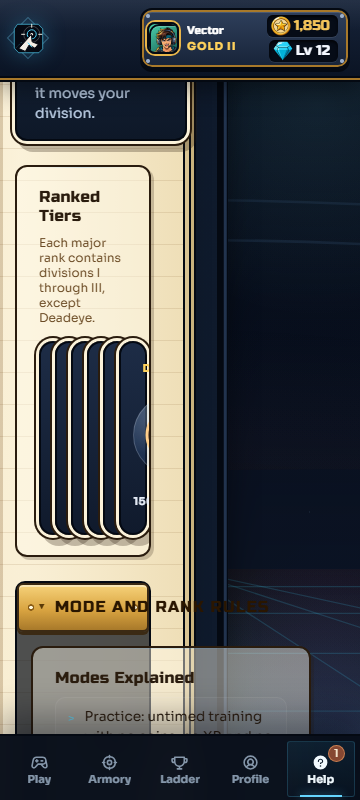 Vector
GOLD II
1,850
Lv 12
it moves your
division.
Ranked
Tiers
Each major
rank contains
divisions I
through III,
except
Deadeye.
MODE AND RANK RULES
Modes Explained
Practice: untimed training
Play
Armory
Ladder
Profile
Help
1